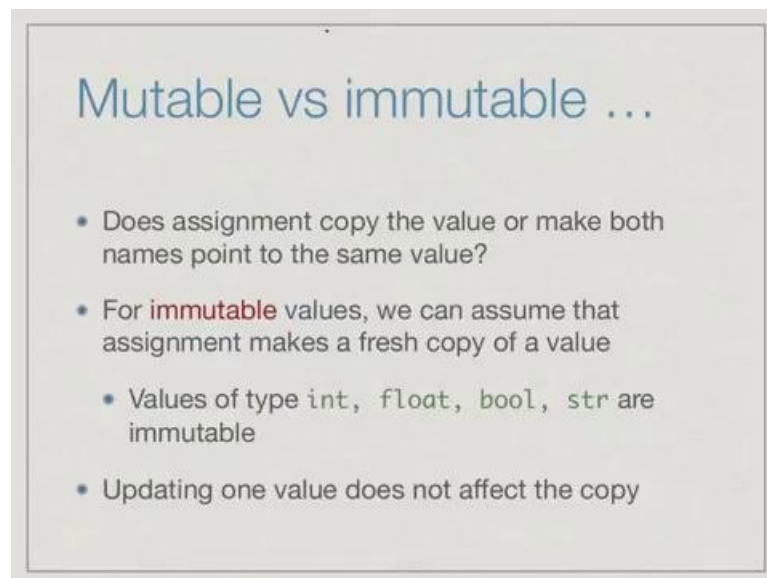 Mutable vs immutable ...
• Does assignment copy the value or make both
names point to the same value?
• For immutable values, we can assume that
assignment makes a fresh copy of a value
• Values of type int, float, bool, str are
immutable
• Updating one value does not affect the copy